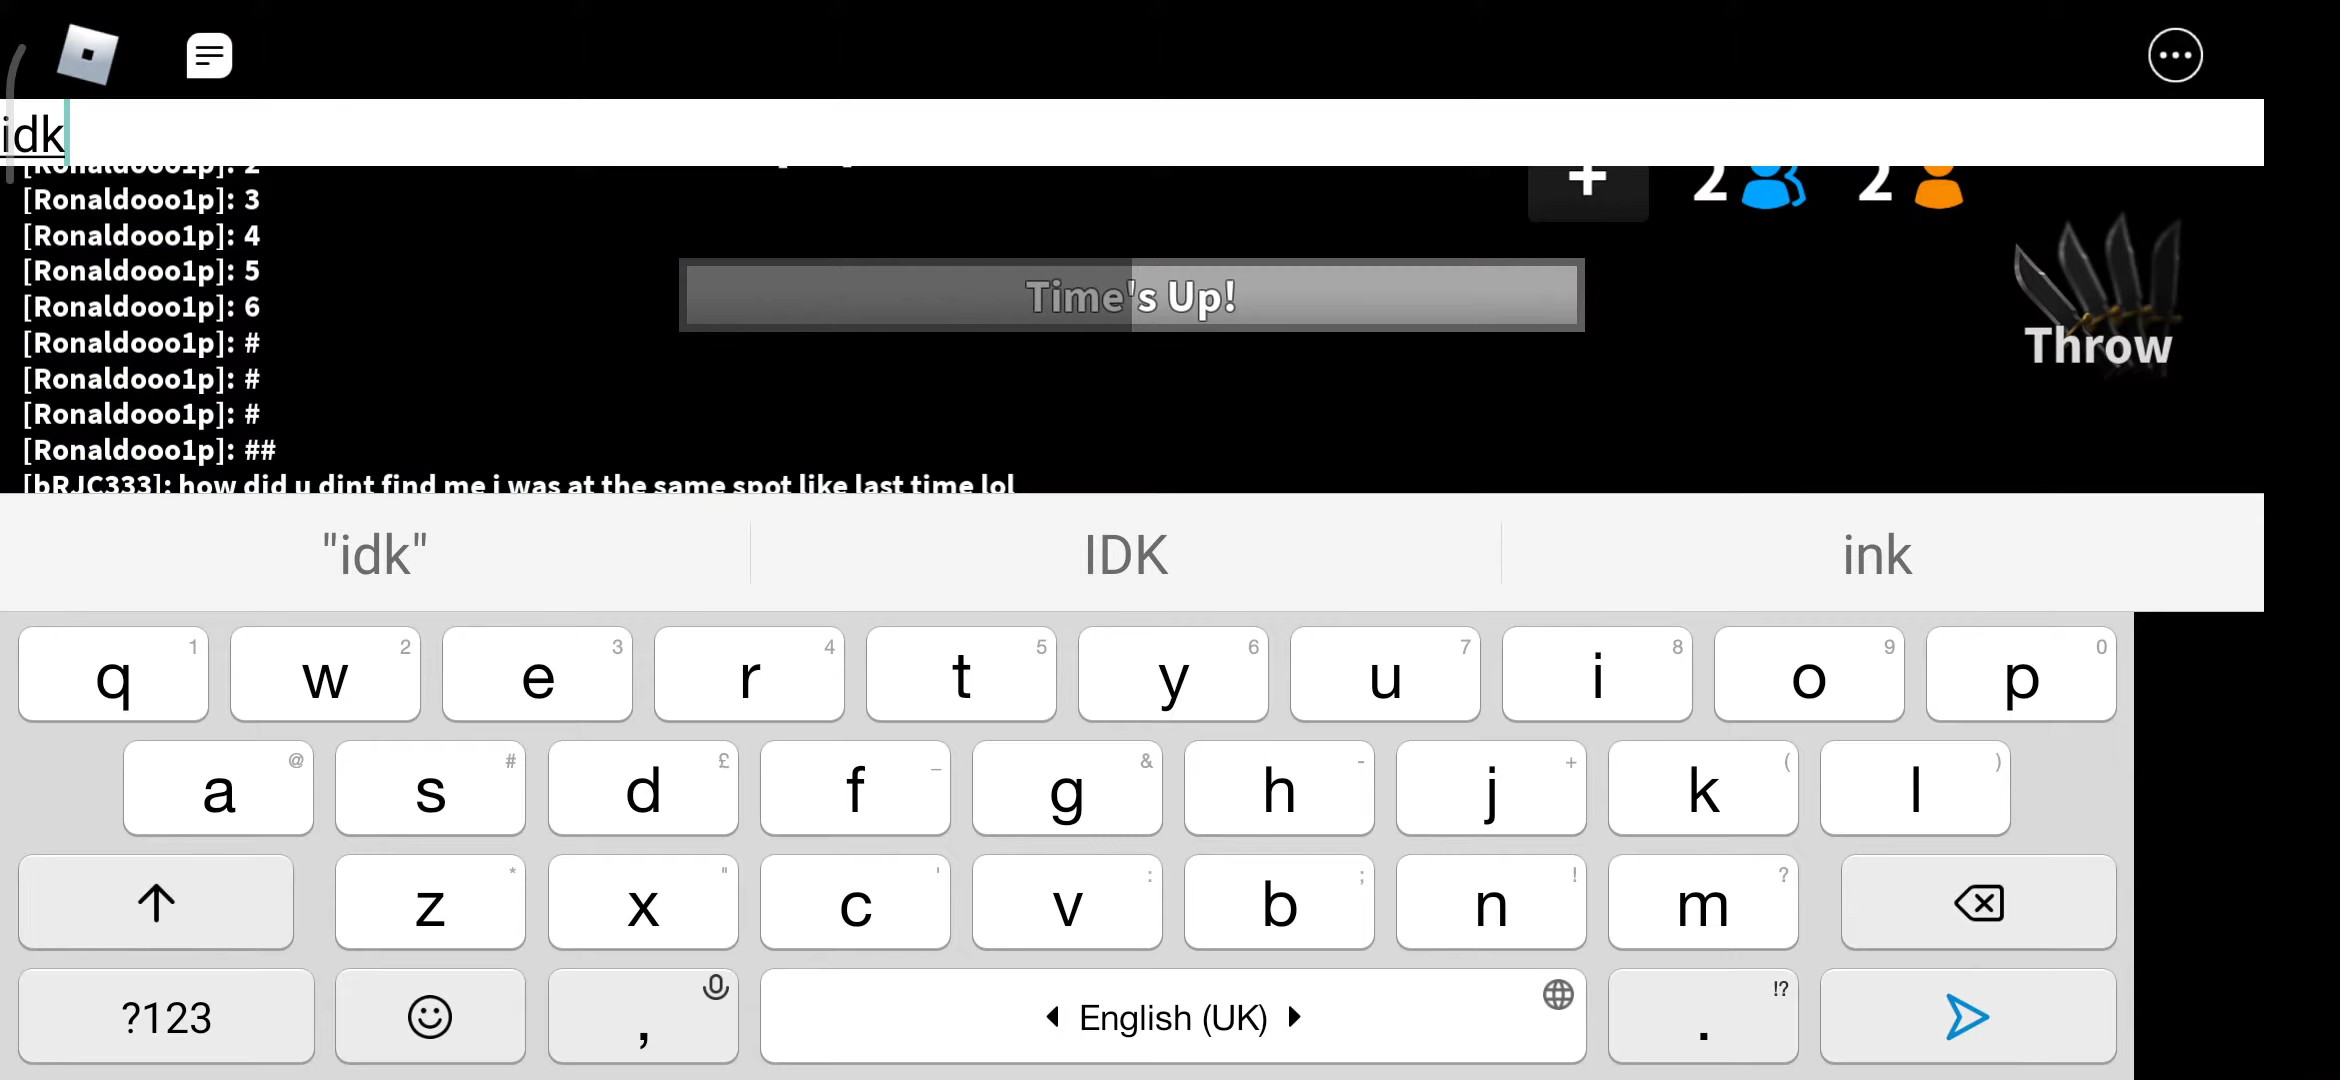 idk
[Ronaldooo1p]: 2
[Ronaldooo1p]: 3
[Ronaldooo1p]: 4
[Ronaldooo1p]: 5
[Ronaldooo1p]: 6
[Ronaldooo1p]: #
[Ronaldooo1p]: #
[Ronaldooo1p]: #
[Ronaldooo1p]: ##
[bRJC333]: how did u dint find me i was at the same spot like last time lol
+ 2 2
Time's Up!
Throw
"idk" IDK ink
q 1 w 2 e 3 r 4 t 5 y 6 u 7 i 8 o 9 p 0
a @ s # d £ f _ g & h - j + k ( l )
z * x " c ' v : b ; n ! m ?
?123 , English (UK) . !?